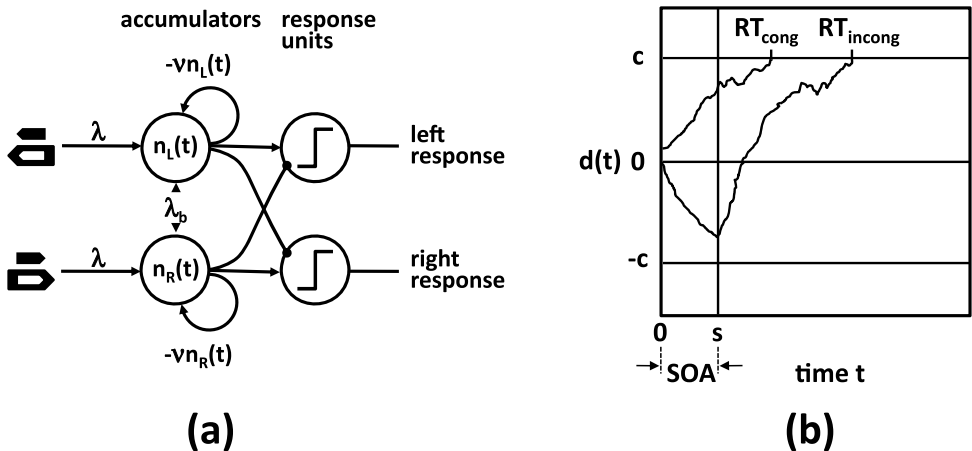 accumulators
response
units
-νn_L(t)
λ
n_L(t)
left
response
λ_b
λ
n_R(t)
right
response
-νn_R(t)
(a)
RT_cong
RT_incong
c
d(t) 0
-c
0 s
SOA
time t
(b)